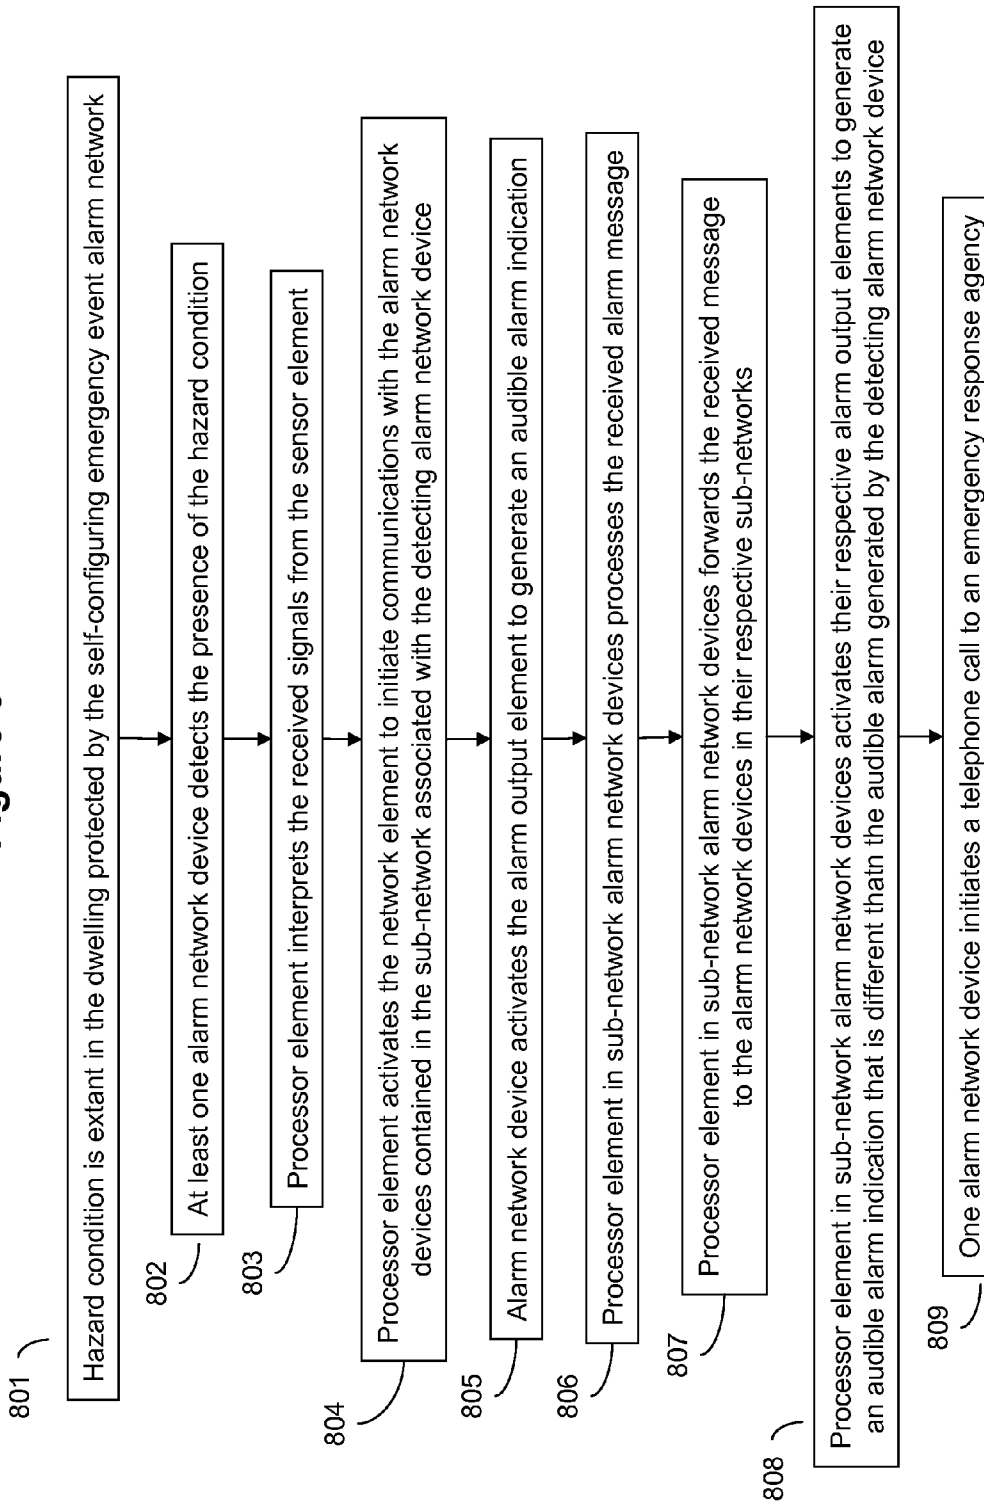 801
Hazard condition is extant in the dwelling protected by the self-configuring emergency event alarm network
802
At least one alarm network device detects the presence of the hazard condition
803
Processor element interprets the received signals from the sensor element
804
Processor element activates the network element to initiate communications with the alarm network
devices contained in the sub-network associated with the detecting alarm network device
805
Alarm network device activates the alarm output element to generate an audible alarm indication
806
Processor element in sub-network alarm network devices processes the received alarm message
807
Processor element in sub-network alarm network devices forwards the received message
to the alarm network devices in their respective sub-networks
808
Processor element in sub-network alarm network devices activates their respective alarm output elements to generate
an audible alarm indication that is different thatn the audible alarm generated by the detecting alarm network device
809
One alarm network device initiates a telephone call to an emergency response agency